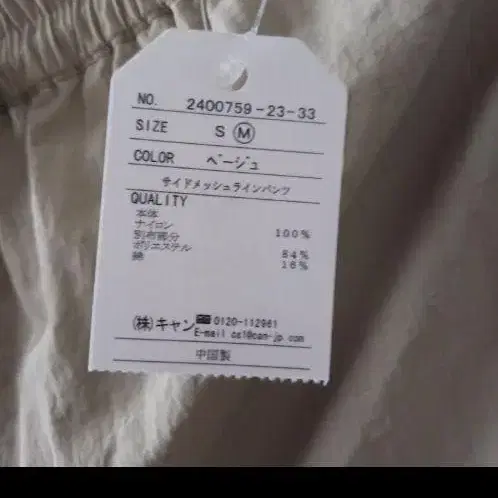 NO. 2400759-23-33
SIZE S M
COLOR ベージュ
サイドメッシュラインパンツ
QUALITY
本体
ナイロン 100%
別布部分
ポリエステル 84%
綿 16%
(株)キャン 0120-112961
E-mail cs1@can-jp.com
中国製